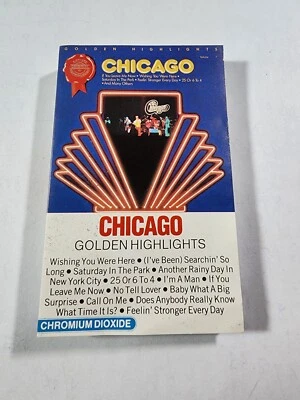 GOLDEN HIGHLIGHTS
CHICAGO
If You Leave Me Now • Wishing You Were Here •
Saturday In The Park • Feelin' Stronger Every Day • 25 Or 6 To 4 •
•And Many Others
Chicago
CHICAGO
GOLDEN HIGHLIGHTS
Wishing You Were Here • (I've Been) Searchin' So
Long • Saturday In The Park • Another Rainy Day In
New York City • 25 Or 6 To 4 • I'm A Man • If You
Leave Me Now • No Tell Lover • Baby What A Big
Surprise • Call On Me • Does Anybody Really Know
What Time It Is? • Feelin' Stronger Every Day
CHROMIUM DIOXIDE